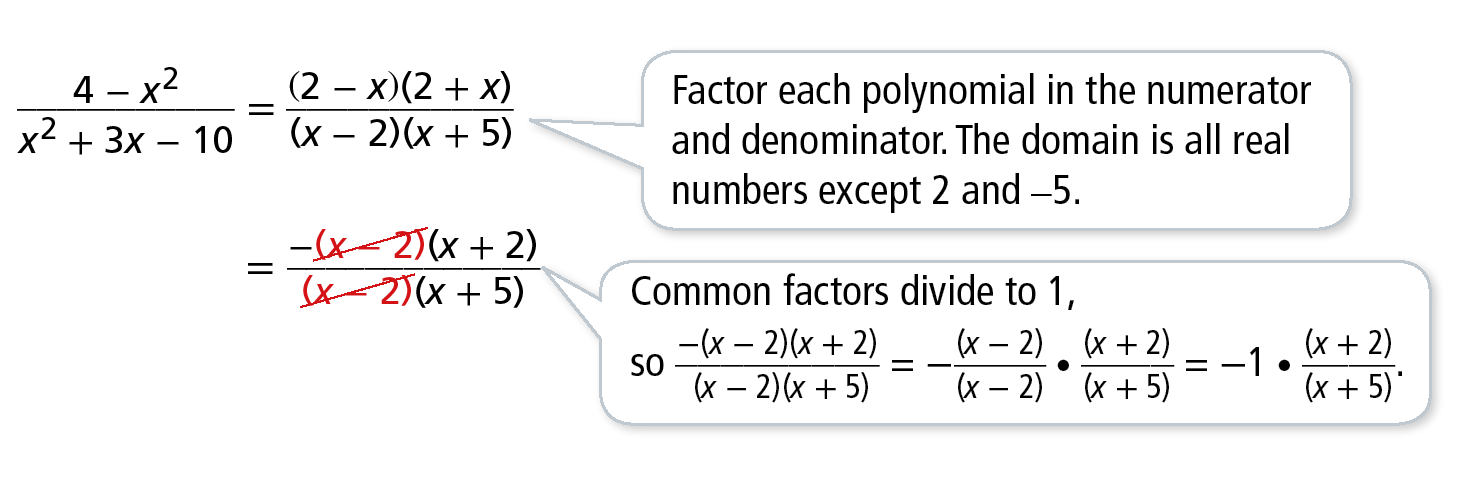 4 – x² / x² + 3x – 10 = (2 – x)(2 + x) / (x – 2)(x + 5)
Factor each polynomial in the numerator
and denominator. The domain is all real
numbers except 2 and –5.
= –(x – 2)(x + 2) / (x – 2)(x + 5)
Common factors divide to 1,
so –(x – 2)(x + 2) / (x – 2)(x + 5) = – (x – 2) / (x – 2) • (x + 2) / (x + 5) = –1 • (x + 2) / (x + 5).